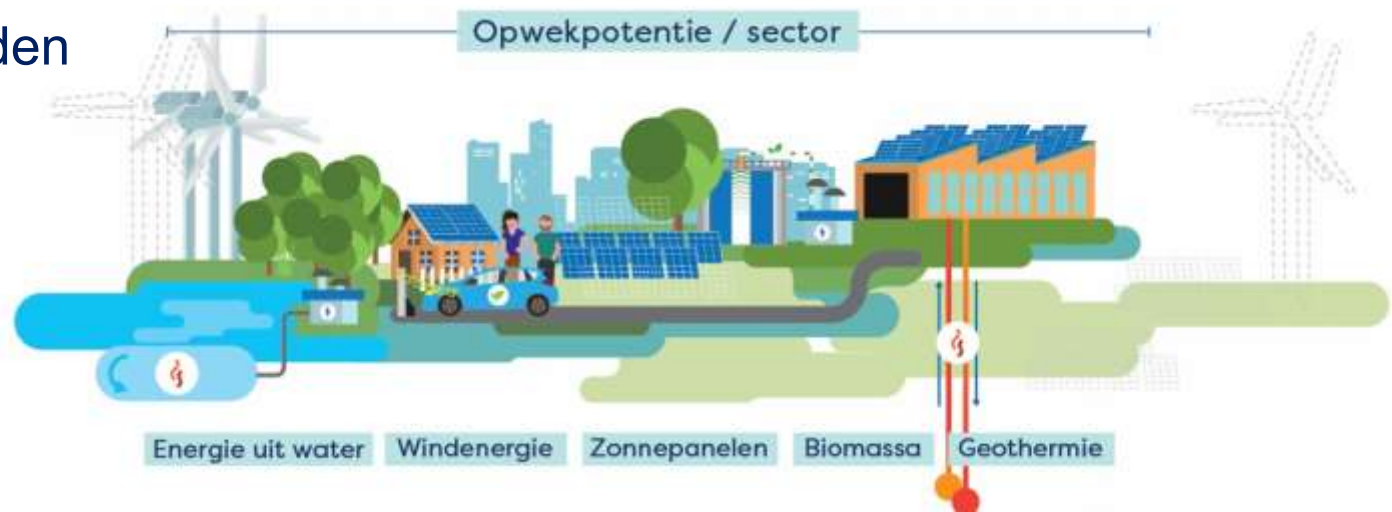 den
Opwekpotentie / sector
Energie uit water
Windenergie
Zonnepanelen
Biomassa
Geothermie